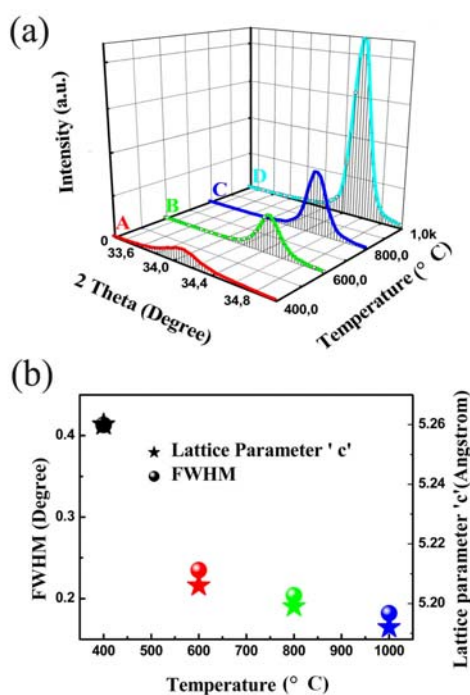 (a)
Intensity (a.u.)
A
B
C
D
0
33,6
34,0
34,4
34,8
2 Theta (Degree)
400,0
600,0
800,0
1,0k
Temperature (° C)
(b)
0.4
0.3
0.2
FWHM (Degree)
Lattice Parameter ' c'
FWHM
5.26
5.24
5.22
5.20
Lattice parameter 'c'(Angstrom)
400 500 600 700 800 900 1000
Temperature (° C)